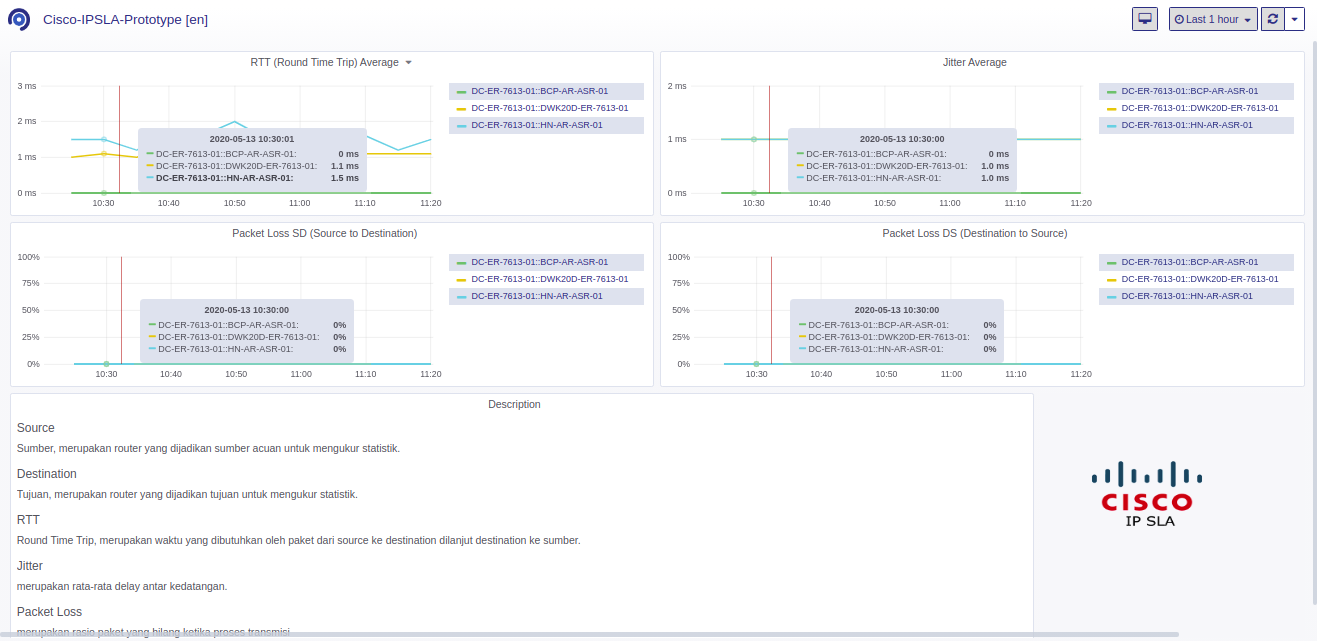 Cisco-IPSLA-Prototype [en]
Last 1 hour
RTT (Round Time Trip) Average
3 ms
2 ms
1 ms
0 ms
10:30 10:40 10:50 11:00 11:10 11:20
DC-ER-7613-01::BCP-AR-ASR-01
DC-ER-7613-01::DWK20D-ER-7613-01
DC-ER-7613-01::HN-AR-ASR-01
2020-05-13 10:30:01
DC-ER-7613-01::BCP-AR-ASR-01: 0 ms
DC-ER-7613-01::DWK20D-ER-7613-01: 1.1 ms
DC-ER-7613-01::HN-AR-ASR-01: 1.5 ms
Jitter Average
2 ms
1 ms
0 ms
10:30 10:40 10:50 11:00 11:10 11:20
DC-ER-7613-01::BCP-AR-ASR-01
DC-ER-7613-01::DWK20D-ER-7613-01
DC-ER-7613-01::HN-AR-ASR-01
2020-05-13 10:30:00
DC-ER-7613-01::BCP-AR-ASR-01: 0 ms
DC-ER-7613-01::DWK20D-ER-7613-01: 1.0 ms
DC-ER-7613-01::HN-AR-ASR-01: 1.0 ms
Packet Loss SD (Source to Destination)
100%
75%
50%
25%
0%
10:30 10:40 10:50 11:00 11:10 11:20
DC-ER-7613-01::BCP-AR-ASR-01
DC-ER-7613-01::DWK20D-ER-7613-01
DC-ER-7613-01::HN-AR-ASR-01
2020-05-13 10:30:00
DC-ER-7613-01::BCP-AR-ASR-01: 0%
DC-ER-7613-01::DWK20D-ER-7613-01: 0%
DC-ER-7613-01::HN-AR-ASR-01: 0%
Packet Loss DS (Destination to Source)
100%
75%
50%
25%
0%
10:30 10:40 10:50 11:00 11:10 11:20
DC-ER-7613-01::BCP-AR-ASR-01
DC-ER-7613-01::DWK20D-ER-7613-01
DC-ER-7613-01::HN-AR-ASR-01
2020-05-13 10:30:00
DC-ER-7613-01::BCP-AR-ASR-01: 0%
DC-ER-7613-01::DWK20D-ER-7613-01: 0%
DC-ER-7613-01::HN-AR-ASR-01: 0%
Description
Source
Sumber, merupakan router yang dijadikan sumber acuan untuk mengukur statistik.
Destination
Tujuan, merupakan router yang dijadikan tujuan untuk mengukur statistik.
RTT
Round Time Trip, merupakan waktu yang dibutuhkan oleh paket dari source ke destination dilanjut destination ke sumber.
Jitter
merupakan rata-rata delay antar kedatangan.
Packet Loss
merupakan rasio paket yang hilang ketika proses transmisi
CISCO
IP SLA